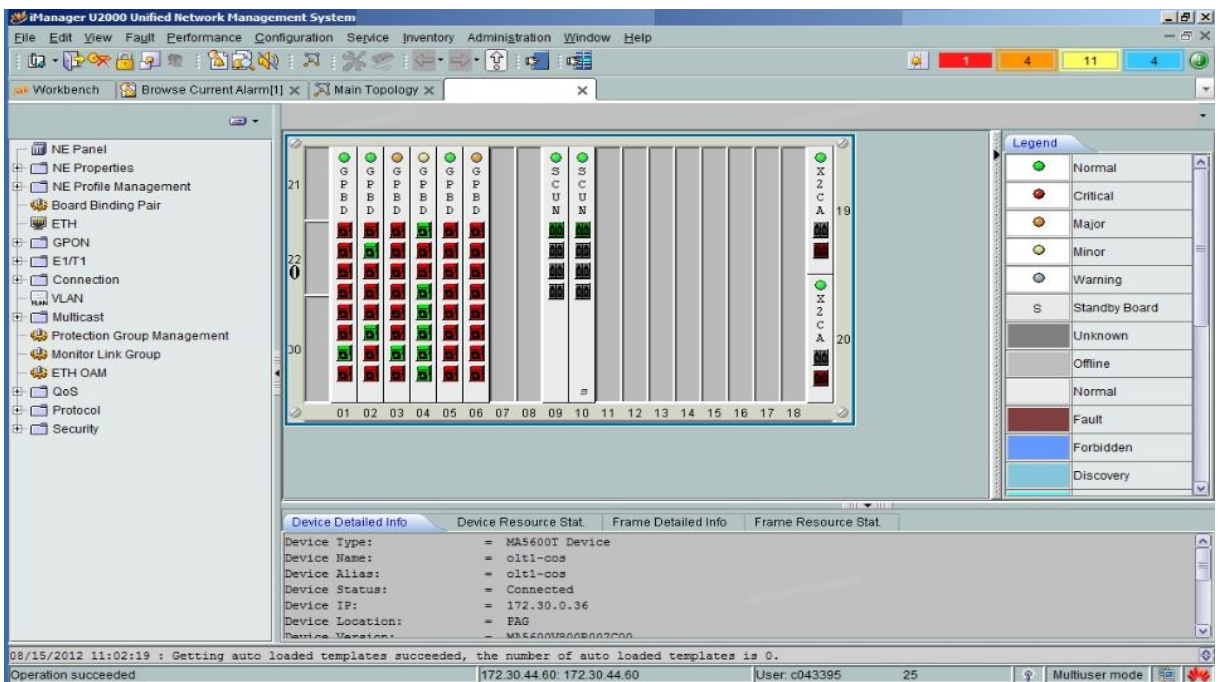 iManager U2000 Unified Network Management System
File Edit View Fault Performance Configuration Service Inventory Administration Window Help
1 4 11 4
Workbench Browse Current Alarm[1] Main Topology
NE Panel
NE Properties
NE Profile Management
Board Binding Pair
ETH
GPON
E1/T1
Connection
VLAN
Multicast
Protection Group Management
Monitor Link Group
ETH OAM
QoS
Protocol
Security
21
22
0
00
GPBD GPBD GPBD GPBD GPBD GPBD SCUN SCUN X2CA
19
X2CA
20
S
01 02 03 04 05 06 07 08 09 10 11 12 13 14 15 16 17 18
Legend
Normal
Critical
Major
Minor
Warning
S Standby Board
Unknown
Offline
Normal
Fault
Forbidden
Discovery
Device Detailed Info Device Resource Stat. Frame Detailed Info Frame Resource Stat.
Device Type: = MA5600T Device
Device Name: = olt1-cos
Device Alias: = olt1-cos
Device Status: = Connected
Device IP: = 172.30.0.36
Device Location: = PAG
Device Version: = MA5600V800R007C00
08/15/2012 11:02:19 : Getting auto loaded templates succeeded, the number of auto loaded templates is 0.
Operation succeeded 172.30.44.60: 172.30.44.60 User: c043395 25 Multiuser mode